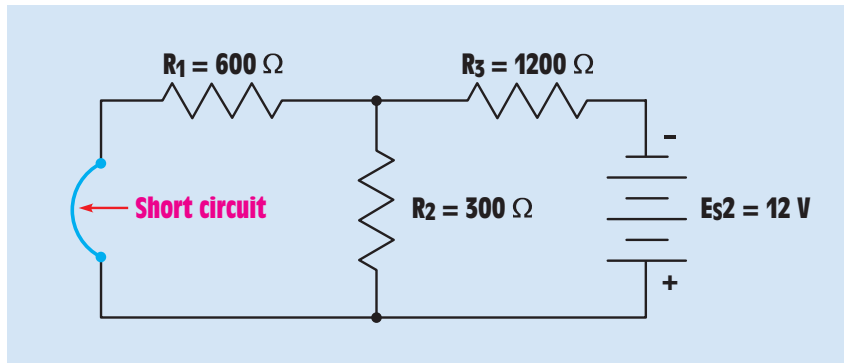 R1 = 600 Ω
R3 = 1200 Ω
-
Short circuit
R2 = 300 Ω
ES2 = 12 V
+